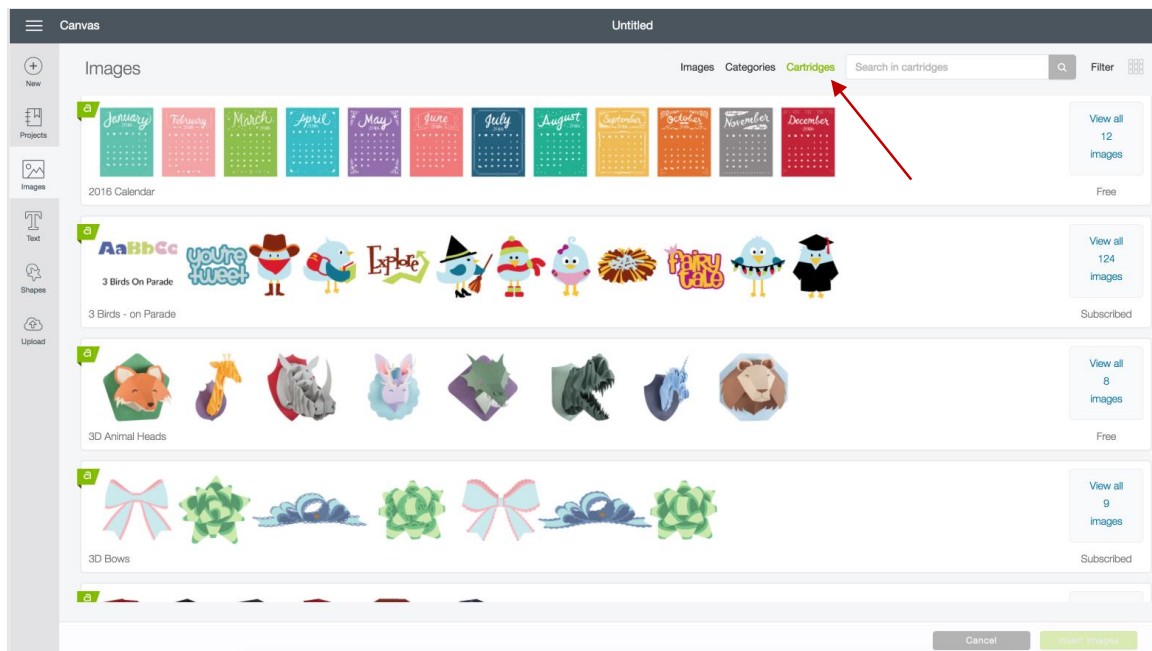 Canvas
Untitled
New
Projects
Images
Text
Shapes
Upload
Images
Images Categories Cartridges
Search in cartridges
Filter
a
January
February
March
April
May
June
July
August
September
October
November
December
2016 Calendar
View all
12
images
Free
a
AaBbCc
3 Birds On Parade
you're
tweet
Explore
fairy
tale
3 Birds - on Parade
View all
124
images
Subscribed
a
3D Animal Heads
View all
8
images
Free
a
3D Bows
View all
9
images
Subscribed
a
Cancel
Insert Images